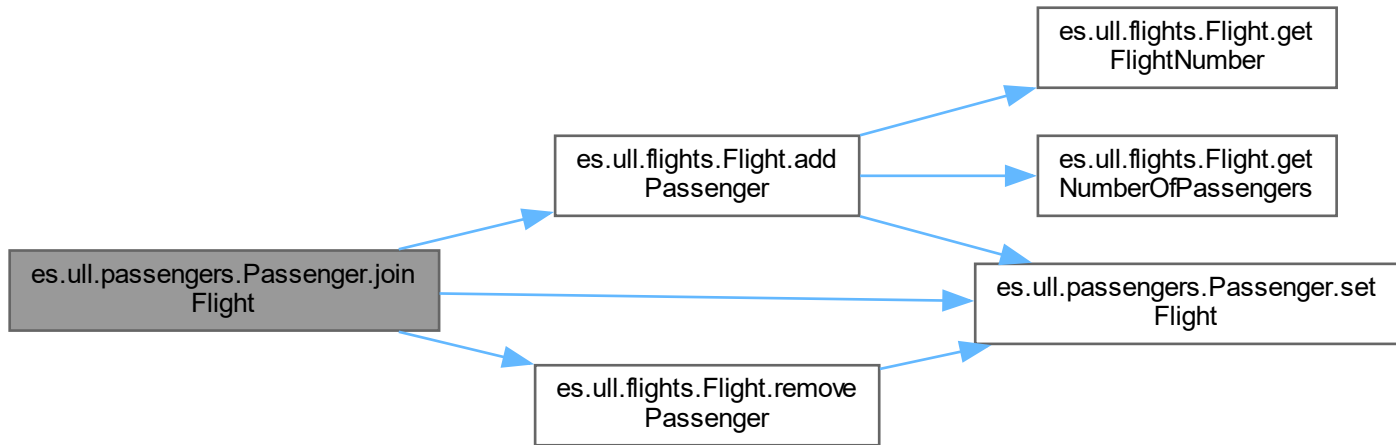 es.ull.passengers.Passenger.join
Flight
es.ull.flights.Flight.add
Passenger
es.ull.flights.Flight.get
FlightNumber
es.ull.flights.Flight.get
NumberOfPassengers
es.ull.passengers.Passenger.set
Flight
es.ull.flights.Flight.remove
Passenger